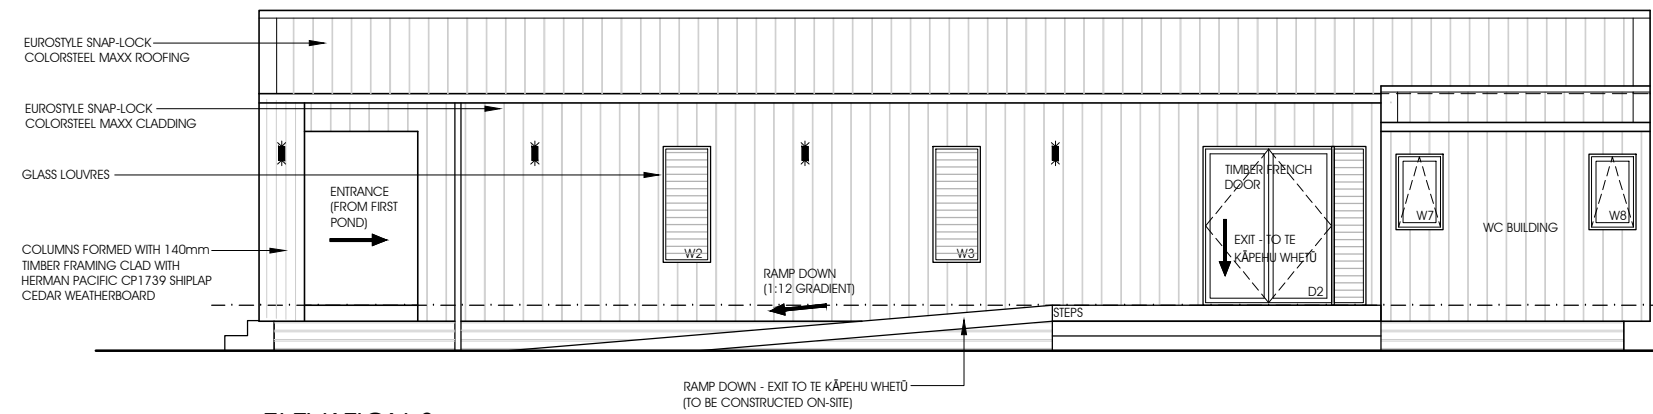 EUROSTYLE SNAP-LOCK
COLORSTEEL MAXX ROOFING
EUROSTYLE SNAP-LOCK
COLORSTEEL MAXX CLADDING
GLASS LOUVRES
ENTRANCE
(FROM FIRST
POND)
COLUMNS FORMED WITH 140mm
TIMBER FRAMING CLAD WITH
HERMAN PACIFIC CP1739 SHIPLAP
CEDAR WEATHERBOARD
W2
W3
RAMP DOWN
(1:12 GRADIENT)
TIMBER FRENCH
DOOR
EXIT - TO TE
KĀPEHU WHETŪ
D2
STEPS
W7
WC BUILDING
W8
RAMP DOWN - EXIT TO TE KĀPEHU WHETŪ
(TO BE CONSTRUCTED ON-SITE)